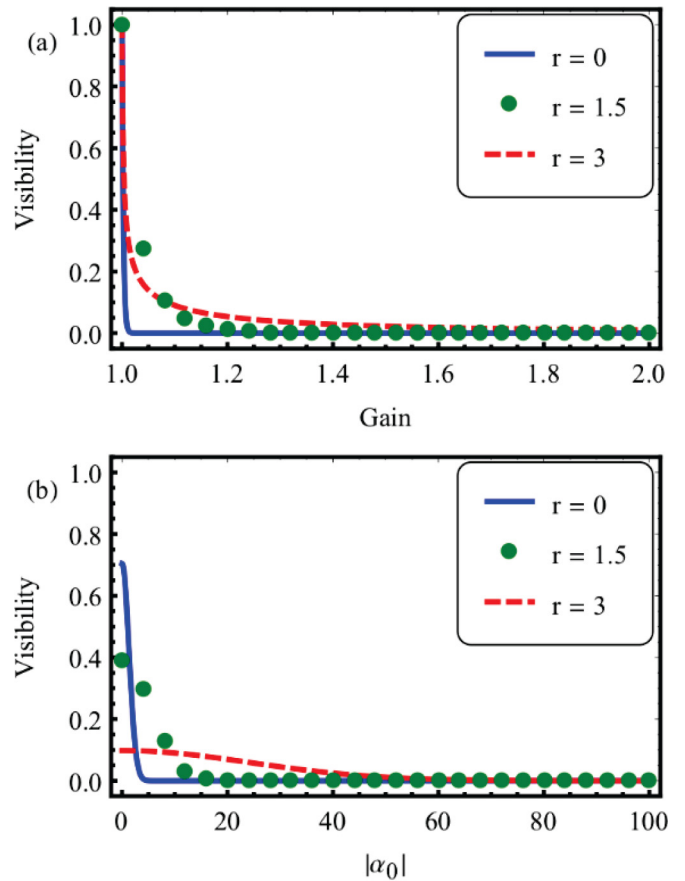 (a)
1.0
0.8
0.6
0.4
0.2
0.0
Visibility
r = 0
r = 1.5
r = 3
1.0 1.2 1.4 1.6 1.8 2.0
Gain
(b)
1.0
0.8
0.6
0.4
0.2
0.0
Visibility
r = 0
r = 1.5
r = 3
0 20 40 60 80 100
|α₀|